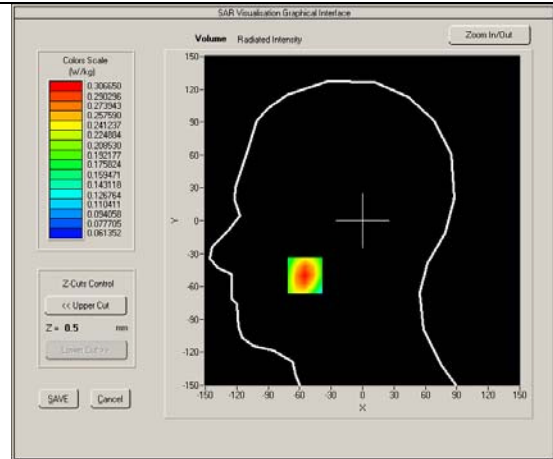 SAR Visualisation Graphical Interface
Volume Radiated Intensity
Zoom In/Out
Colors Scale
(W/kg)
0.306650
0.290296
0.273943
0.257590
0.241237
0.224884
0.208530
0.192177
0.175824
0.159471
0.143118
0.126764
0.110411
0.094058
0.077705
0.061352
Z-Cuts Control
<< Upper Cut
Z = 0.5 mm
Lower Cut >>
SAVE Cancel
150
120
90
60
30
0
-30
-60
-90
-120
-150
Y
-150 -120 -90 -60 -30 0 30 60 90 120 150
X